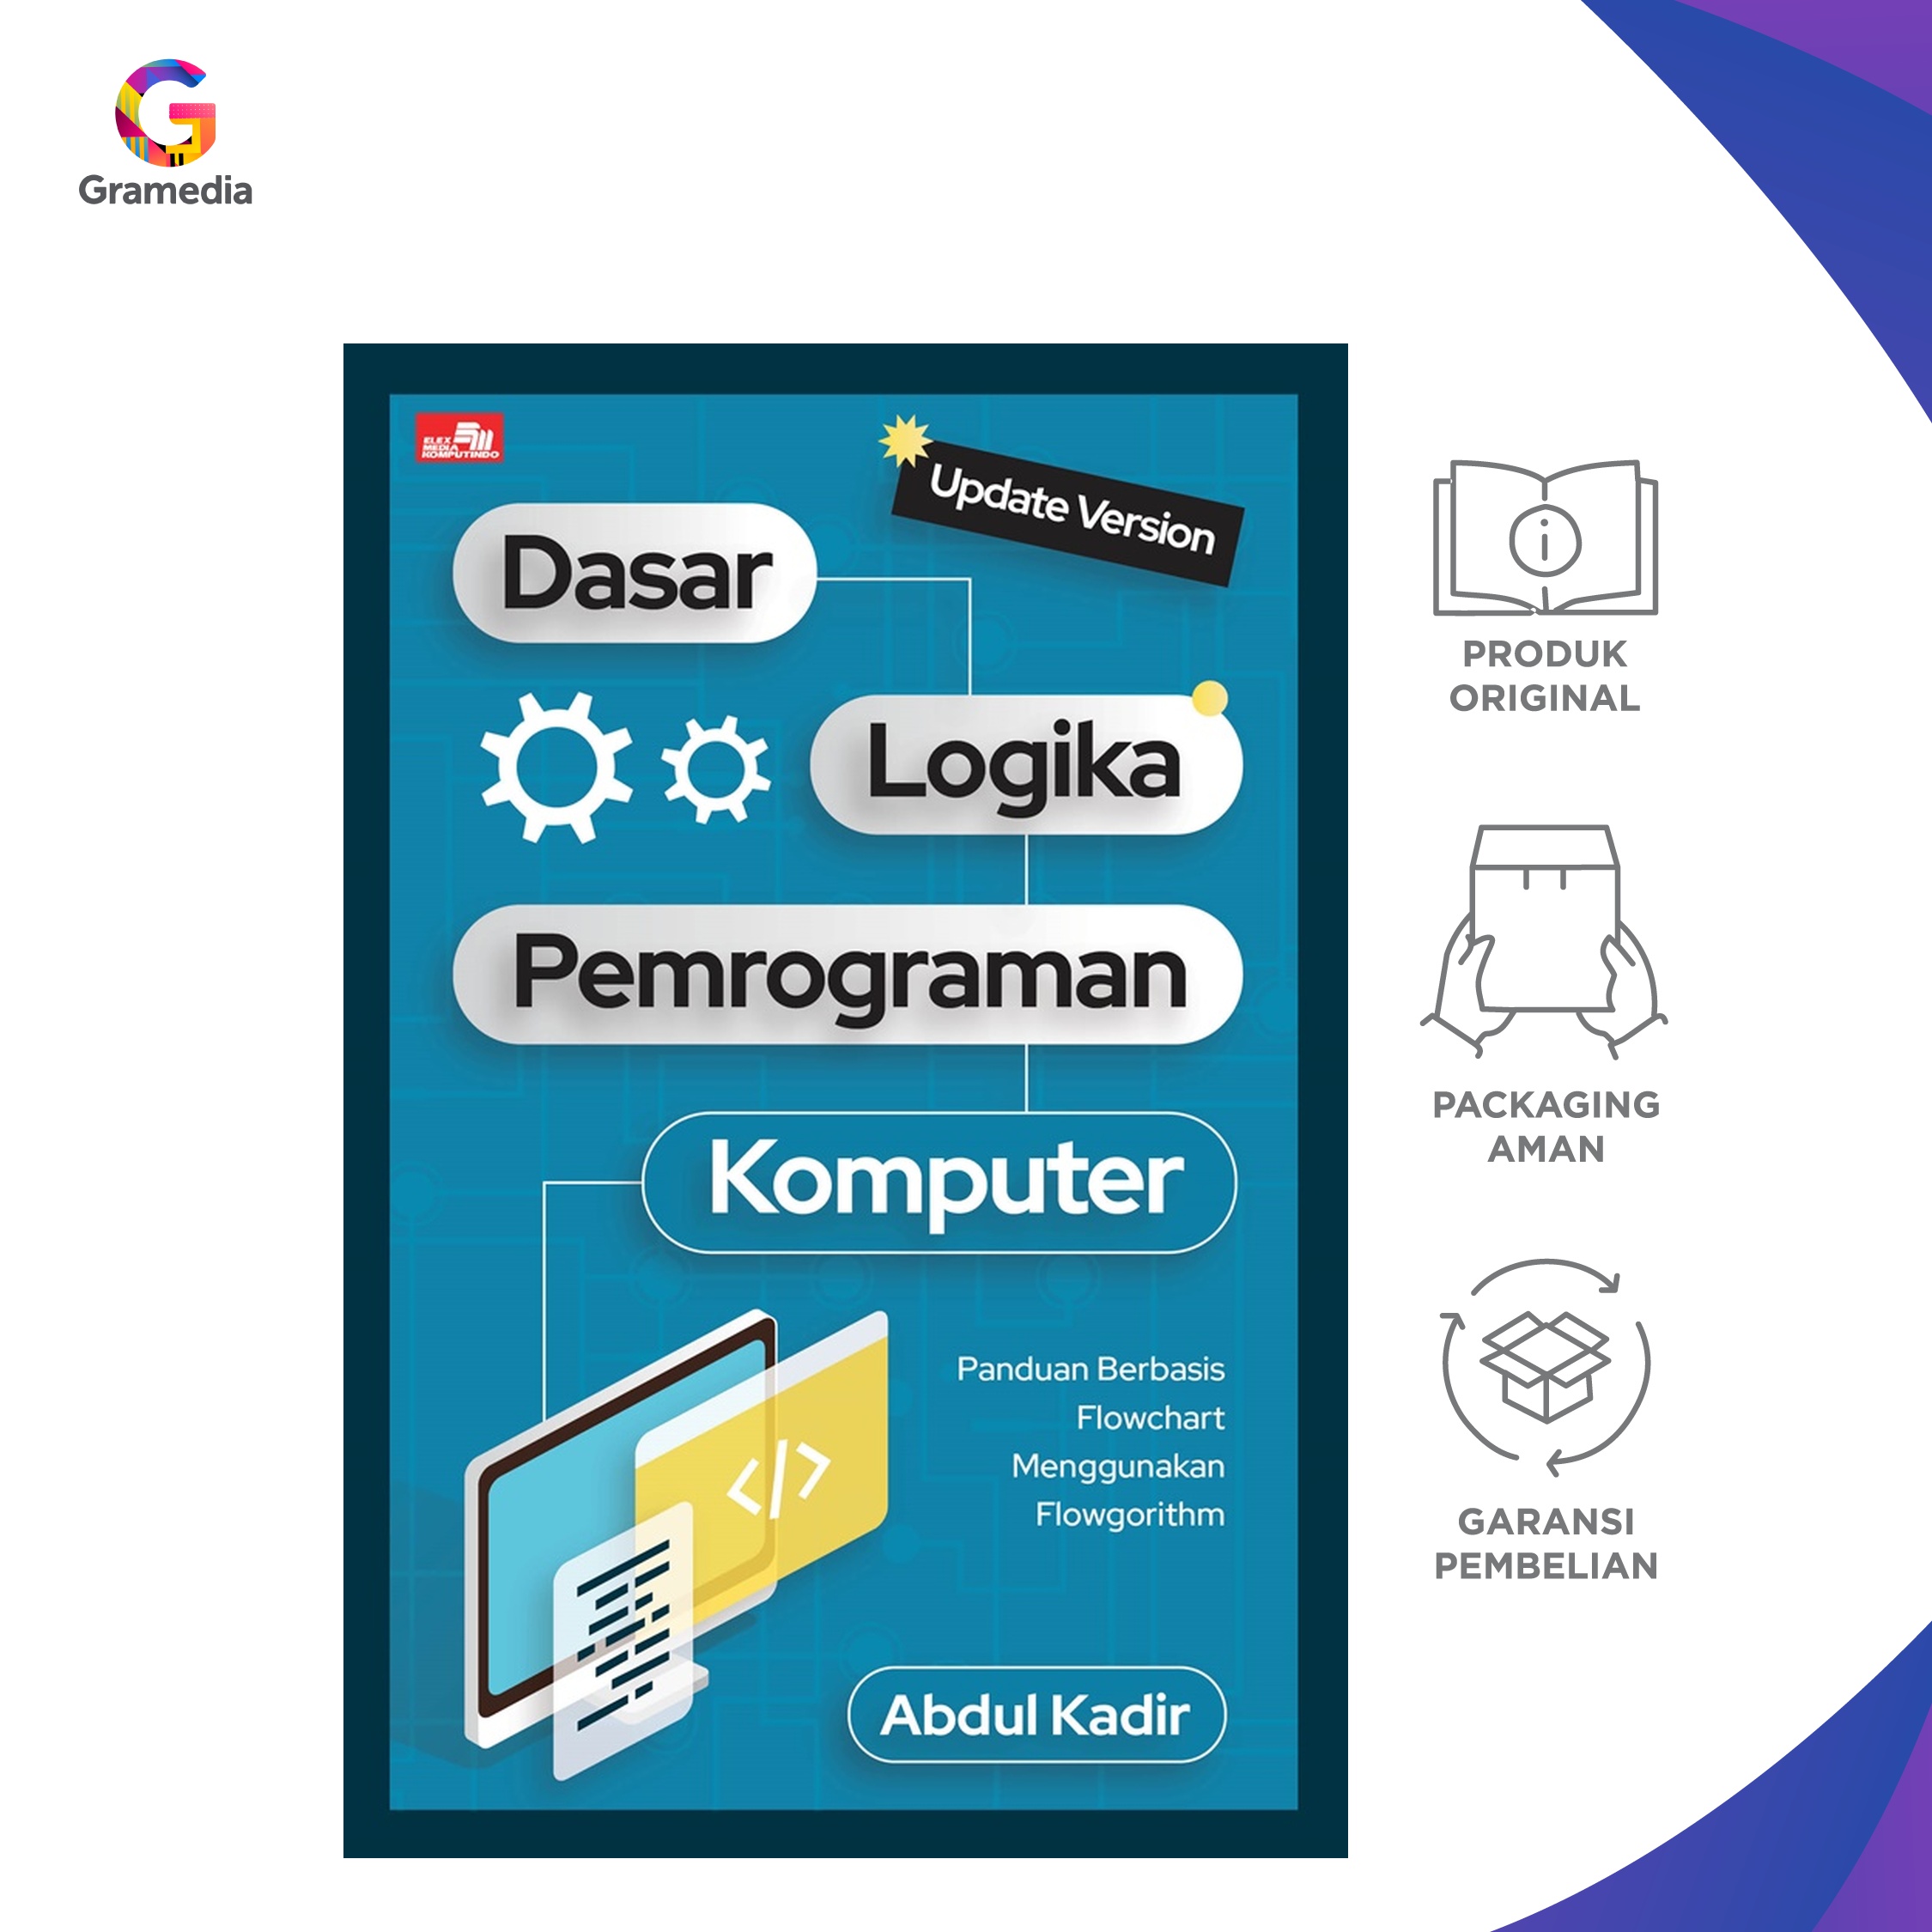 Gramedia
ELEX
MEDIA
KOMPUTINDO
Update Version
Dasar
Logika
Pemrograman
Komputer
</>
Panduan Berbasis
Flowchart
Menggunakan
Flowgorithm
Abdul Kadir
PRODUK
ORIGINAL
PACKAGING
AMAN
GARANSI
PEMBELIAN